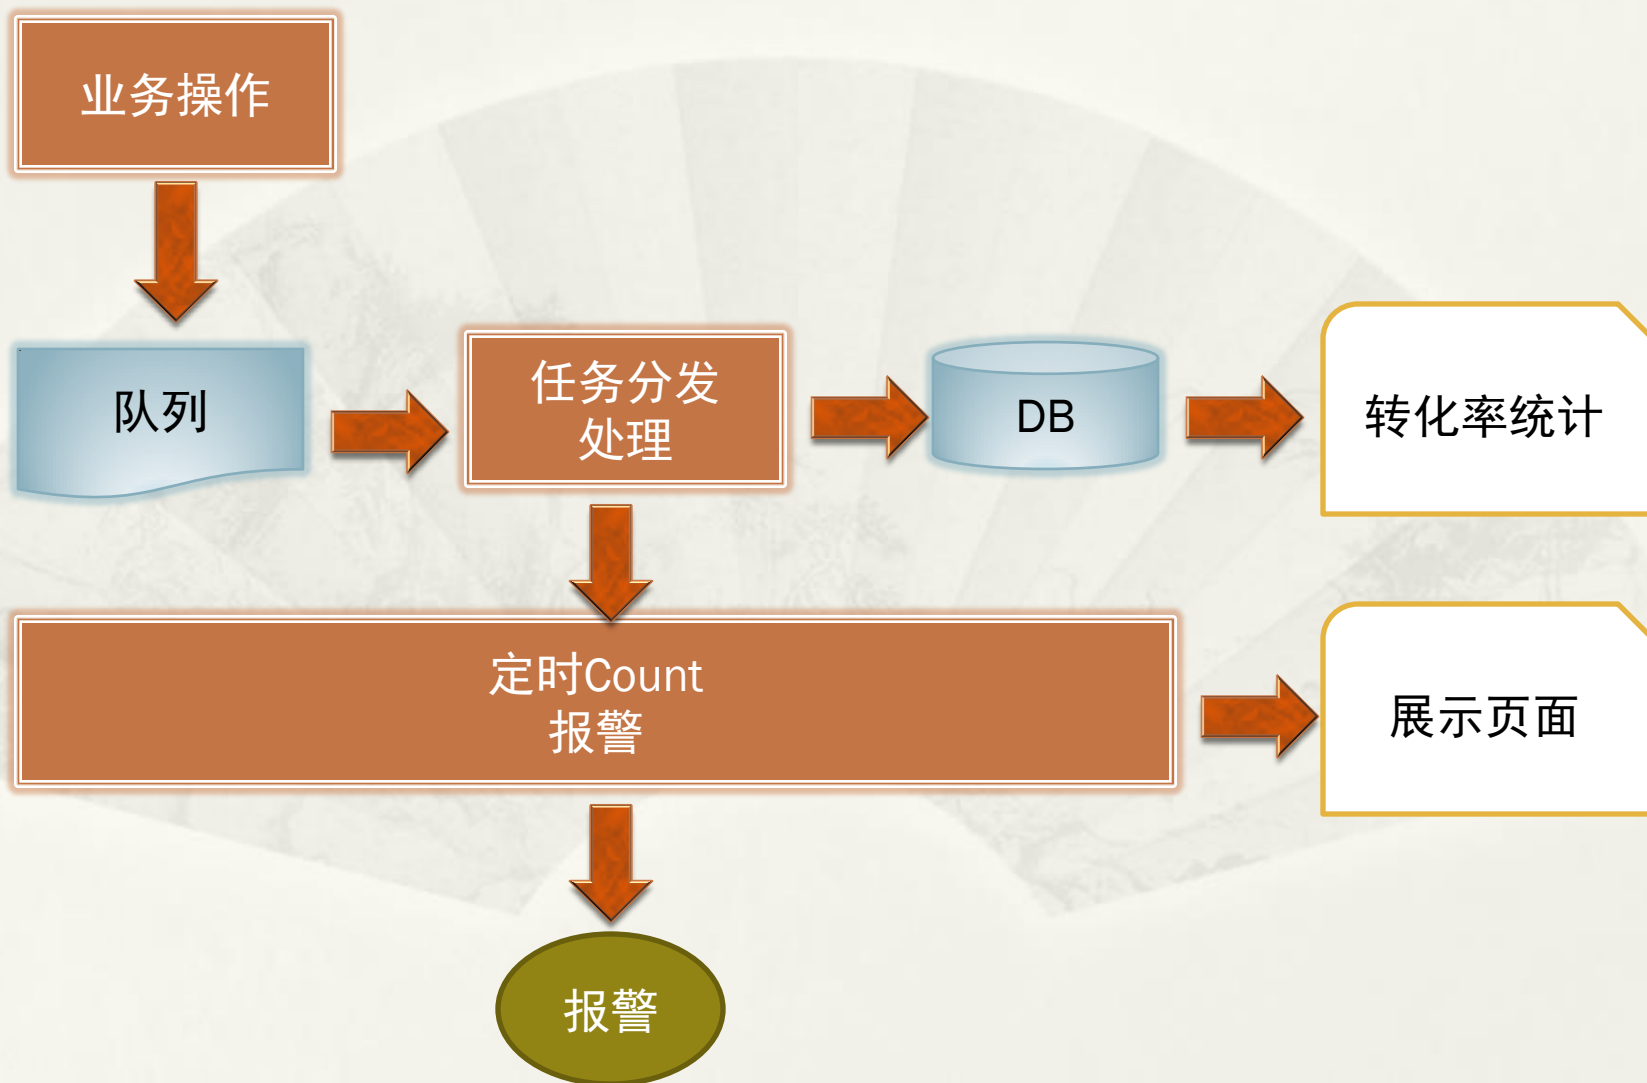 业务操作
队列
任务分发
处理
DB
转化率统计
定时Count
报警
展示页面
报警